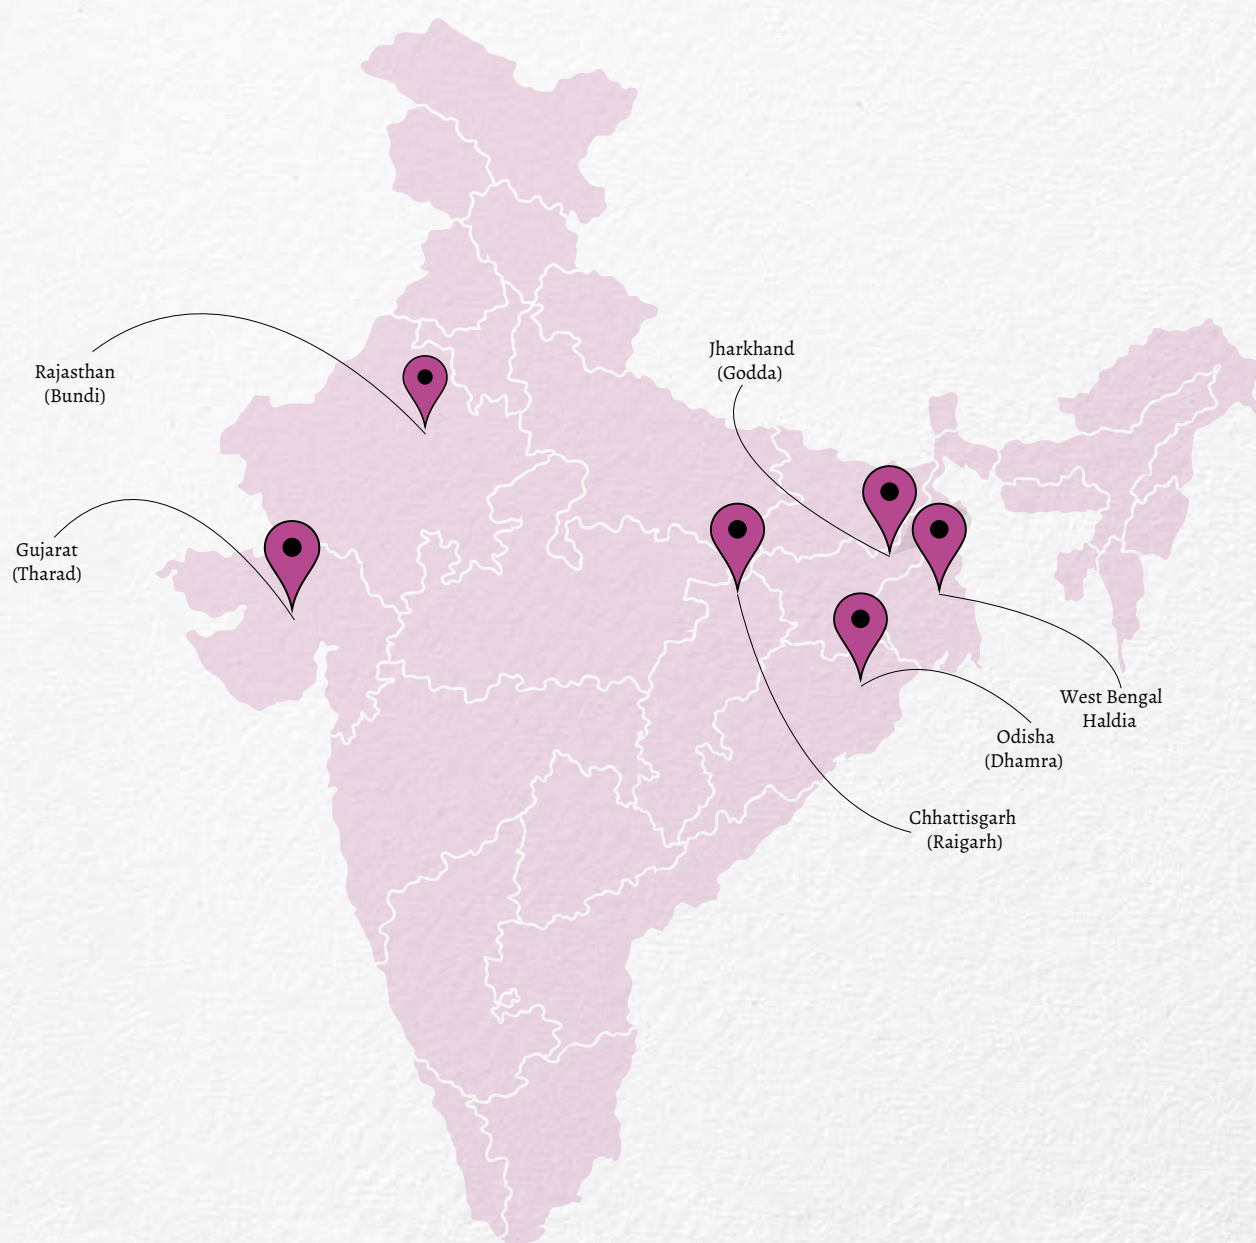 Jharkhand
(Godda)
Rajasthan
(Bundi)
Gujarat
(Tharad)
West Bengal
Haldia
Odisha
(Dhamra)
Chhattisgarh
(Raigarh)